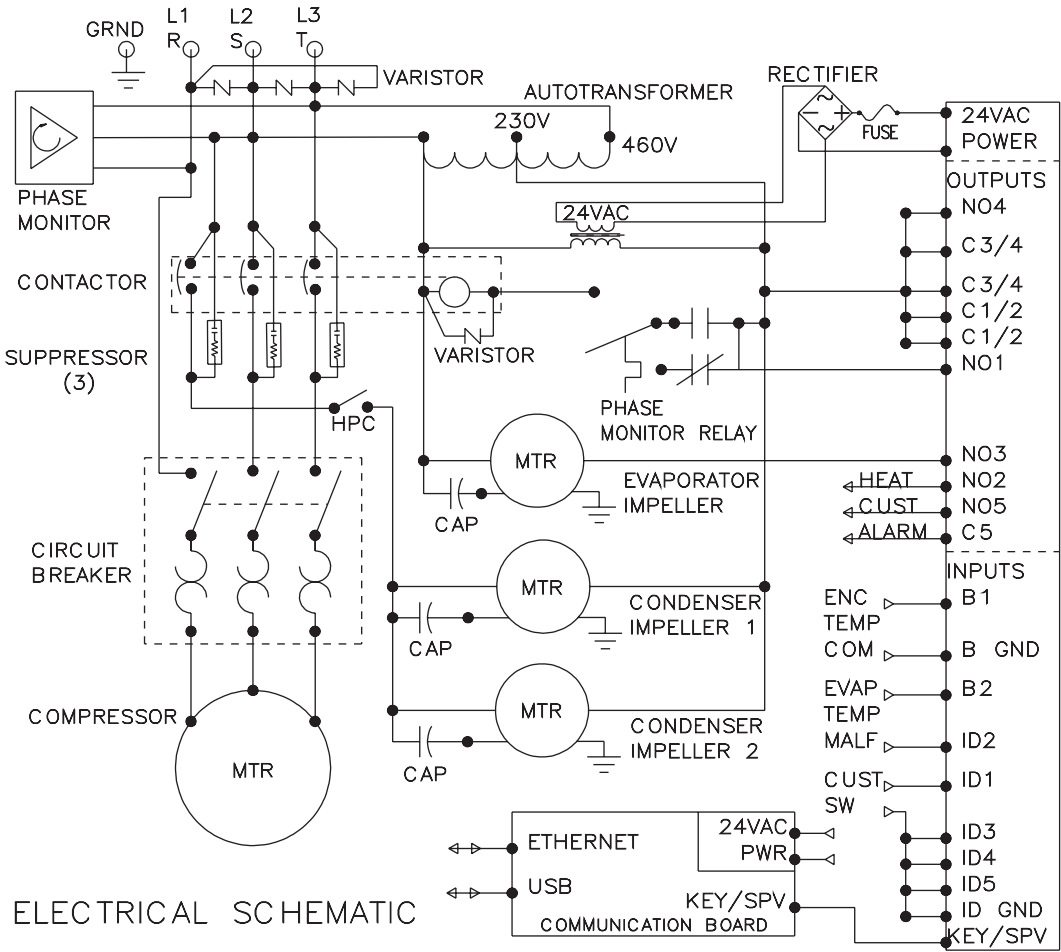 GRND
L1
R
L2
S
L3
T
VARISTOR
AUTOTRANSFORMER
230V
460V
RECTIFIER
FUSE
24VAC
POWER
PHASE
MONITOR
24VAC
OUTPUTS
NO4
C3/4
C3/4
C1/2
C1/2
NO1
CONTACTOR
SUPPRESSOR
(3)
VARISTOR
HPC
PHASE
MONITOR RELAY
MTR
EVAPORATOR
IMPELLER
CAP
NO3
HEAT
NO2
CUST
NO5
ALARM
C5
CIRCUIT
BREAKER
MTR
CONDENSER
IMPELLER 1
CAP
INPUTS
ENC
TEMP
B1
COM
B GND
EVAP
TEMP
B2
MALF
ID2
CUST
SW
ID1
ID3
ID4
ID5
ID GND
KEY/SPV
COMPRESSOR
MTR
MTR
CONDENSER
IMPELLER 2
CAP
ETHERNET
USB
24VAC
PWR
KEY/SPV
COMMUNICATION BOARD
ELECTRICAL SCHEMATIC